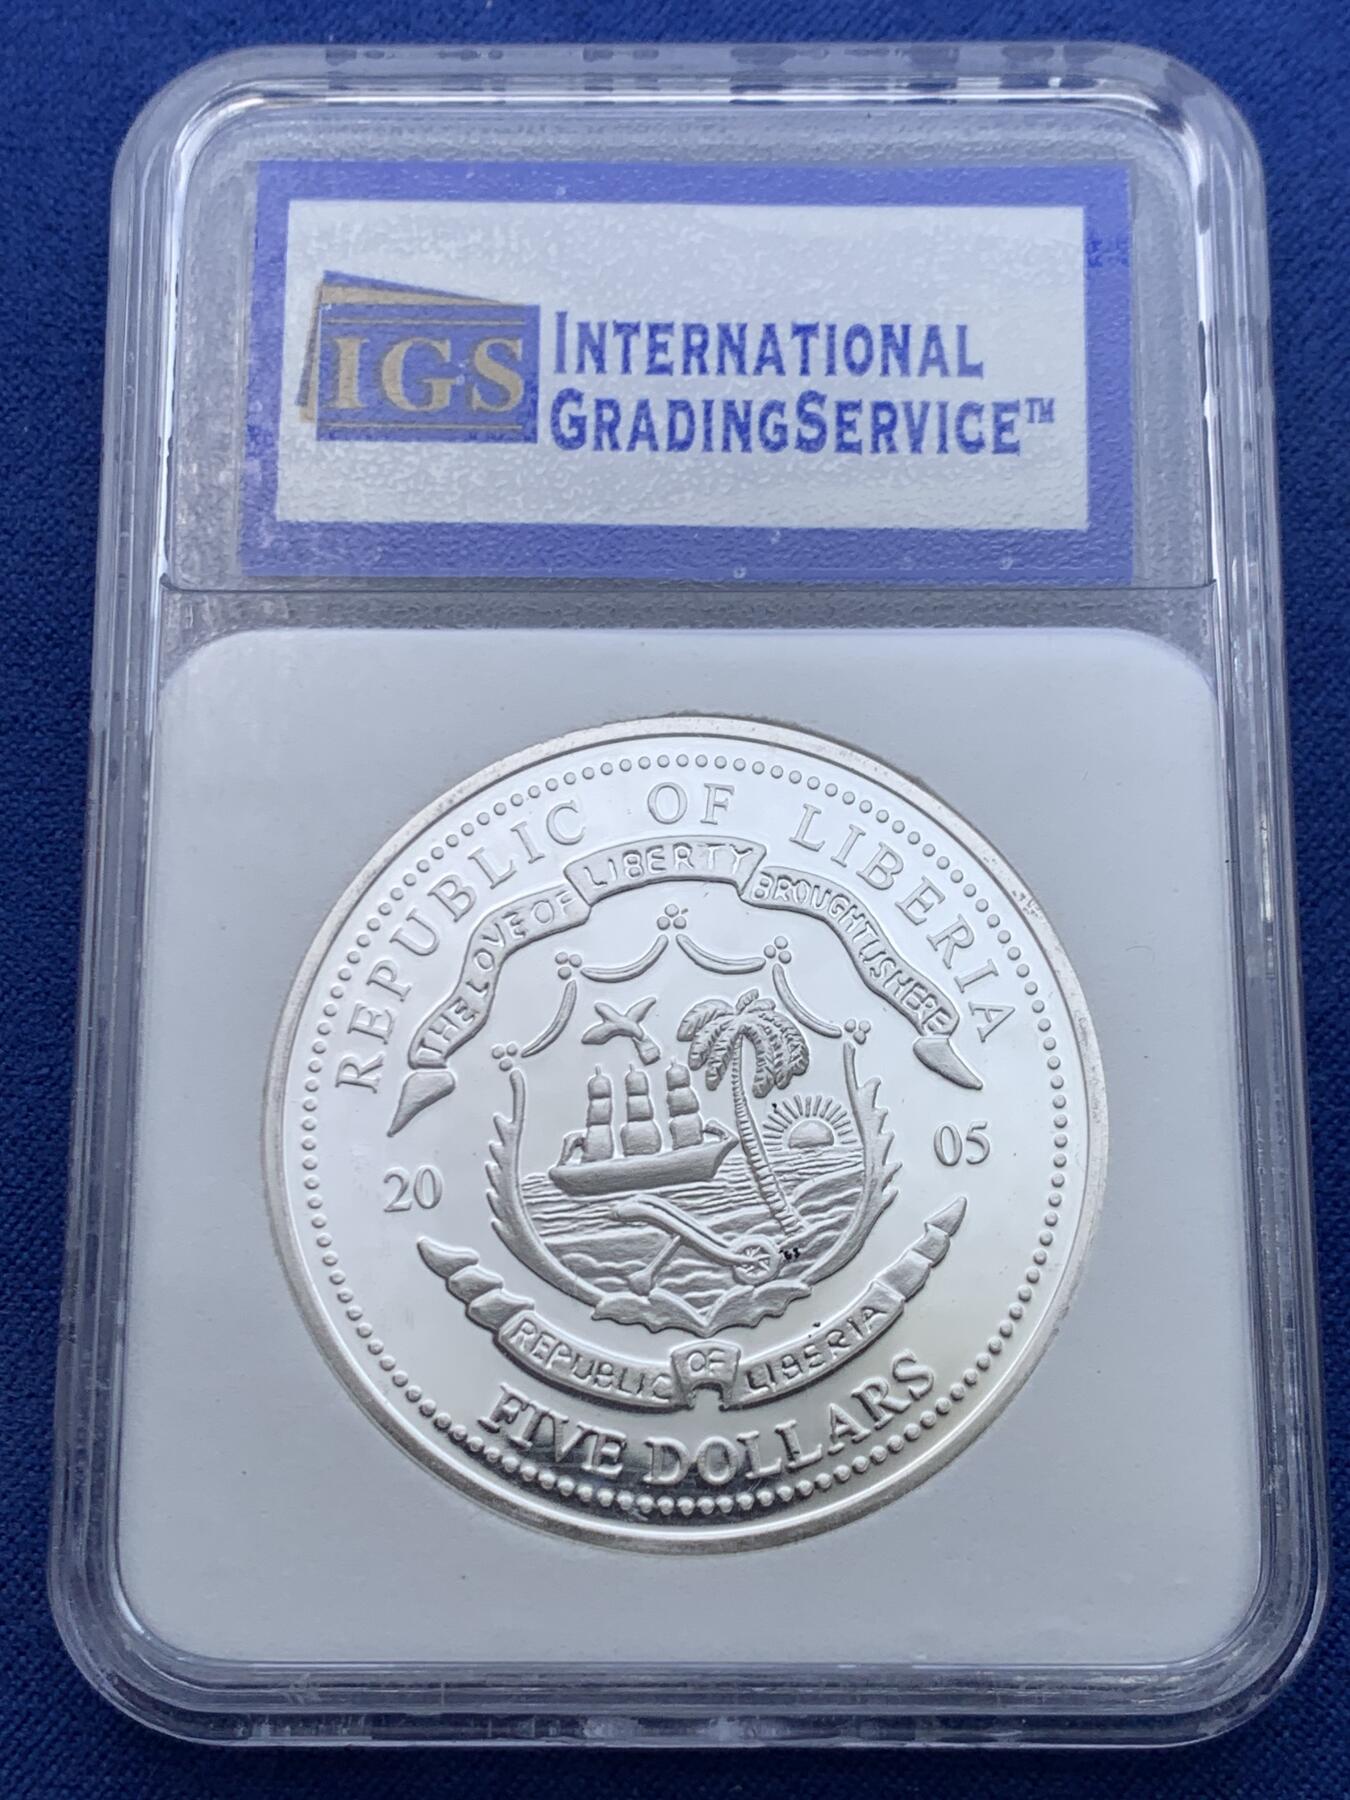 IGS
INTERNATIONAL
GRADINGSERVICE™
REPUBLIC OF LIBERIA
THE LOVE OF LIBERTY BROUGHT US HERE
20 05
REPUBLIC OF LIBERIA
FIVE DOLLARS